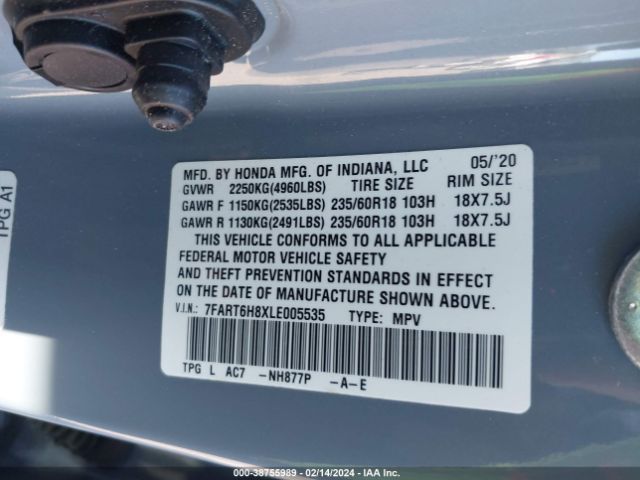 TPG A1
MFD. BY HONDA MFG. OF INDIANA, LLC 05/'20
GVWR 2250KG(4960LBS) TIRE SIZE RIM SIZE
GAWR F 1150KG(2535LBS) 235/60R18 103H 18X7.5J
GAWR R 1130KG(2491LBS) 235/60R18 103H 18X7.5J
THIS VEHICLE CONFORMS TO ALL APPLICABLE
FEDERAL MOTOR VEHICLE SAFETY
AND THEFT PREVENTION STANDARDS IN EFFECT
ON THE DATE OF MANUFACTURE SHOWN ABOVE.
V.I.N.: 7FART6H8XLE005535 TYPE: MPV
TPG L AC7 -NH877P -A-E
00-38755989 - 02/14/2024 - IAA Inc.